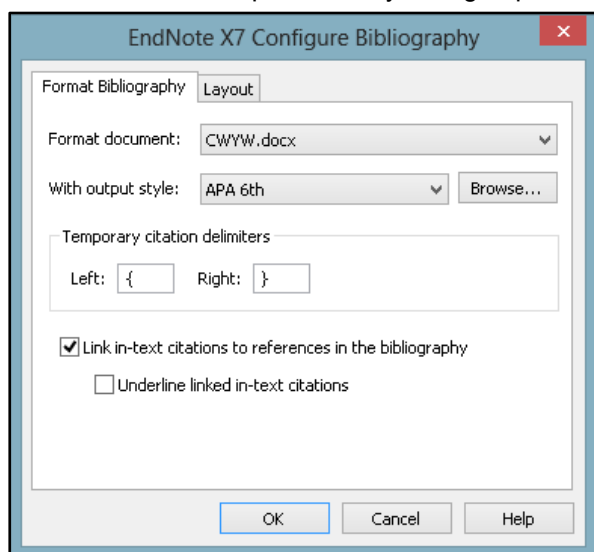 EndNote X7 Configure Bibliography
Format Bibliography Layout
Format document: CWYW.docx
With output style: APA 6th Browse...
Temporary citation delimiters
Left: { Right: }
Link in-text citations to references in the bibliography
Underline linked in-text citations
OK Cancel Help